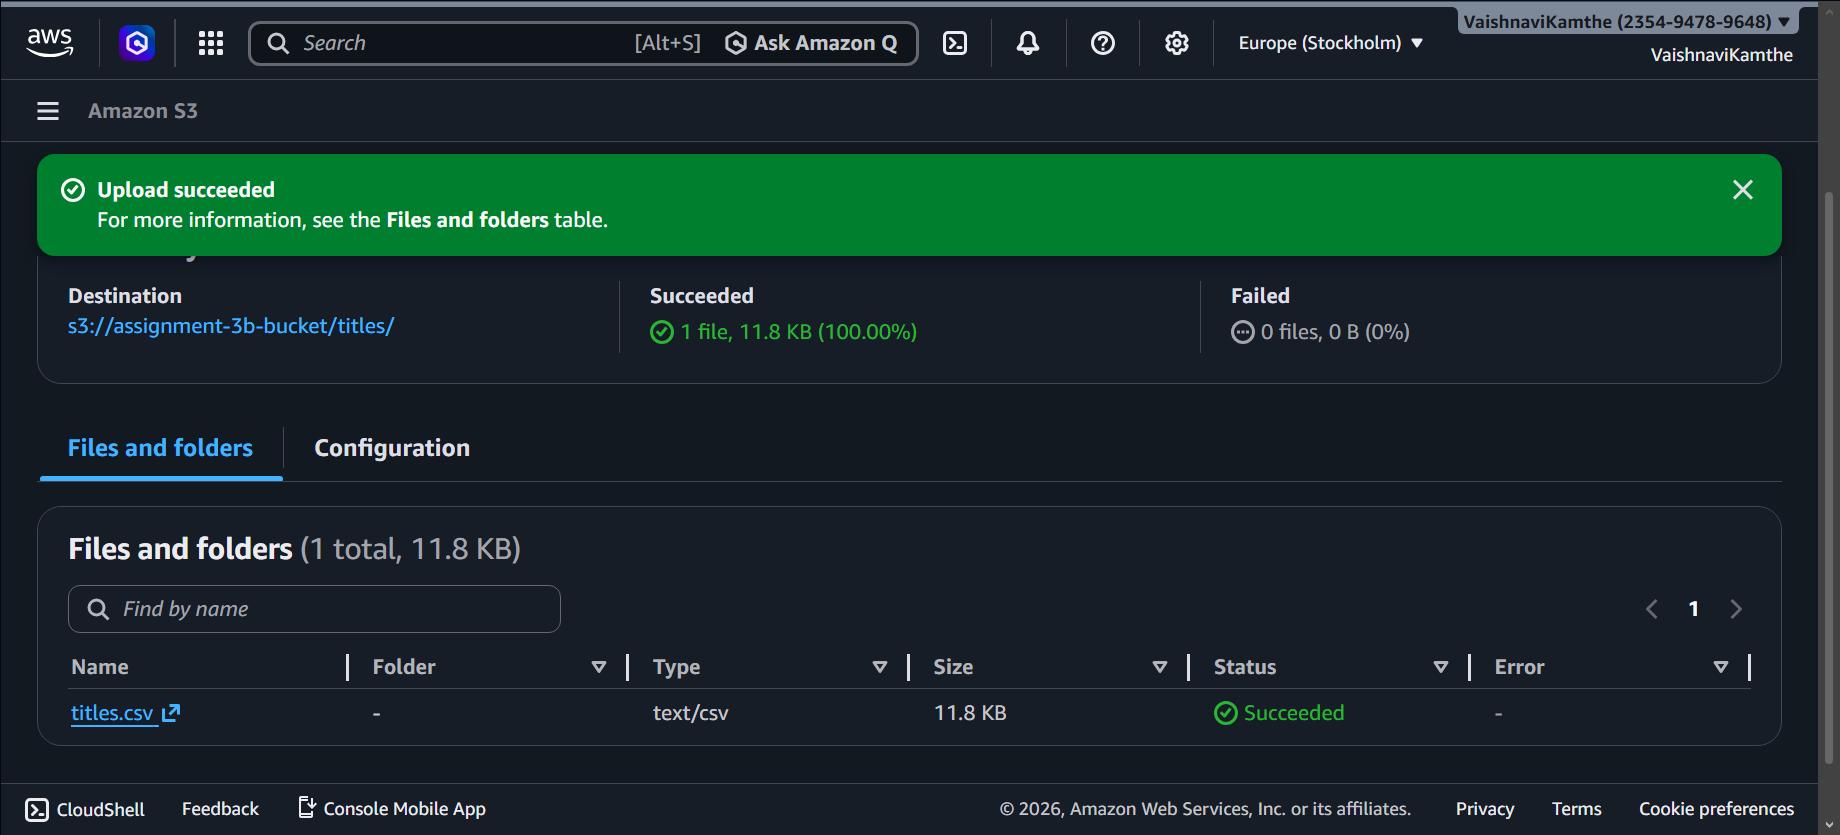 VaishnaviKamthe (2354-9478-9648)
aws
Search [Alt+S] Ask Amazon Q
Europe (Stockholm)
VaishnaviKamthe
Amazon S3
Upload succeeded
For more information, see the Files and folders table.
Destination
s3://assignment-3b-bucket/titles/
Succeeded
1 file, 11.8 KB (100.00%)
Failed
0 files, 0 B (0%)
Files and folders
Configuration
Files and folders (1 total, 11.8 KB)
Find by name
1
Name Folder Type Size Status Error
titles.csv - text/csv 11.8 KB Succeeded -
CloudShell Feedback Console Mobile App © 2026, Amazon Web Services, Inc. or its affiliates. Privacy Terms Cookie preferences